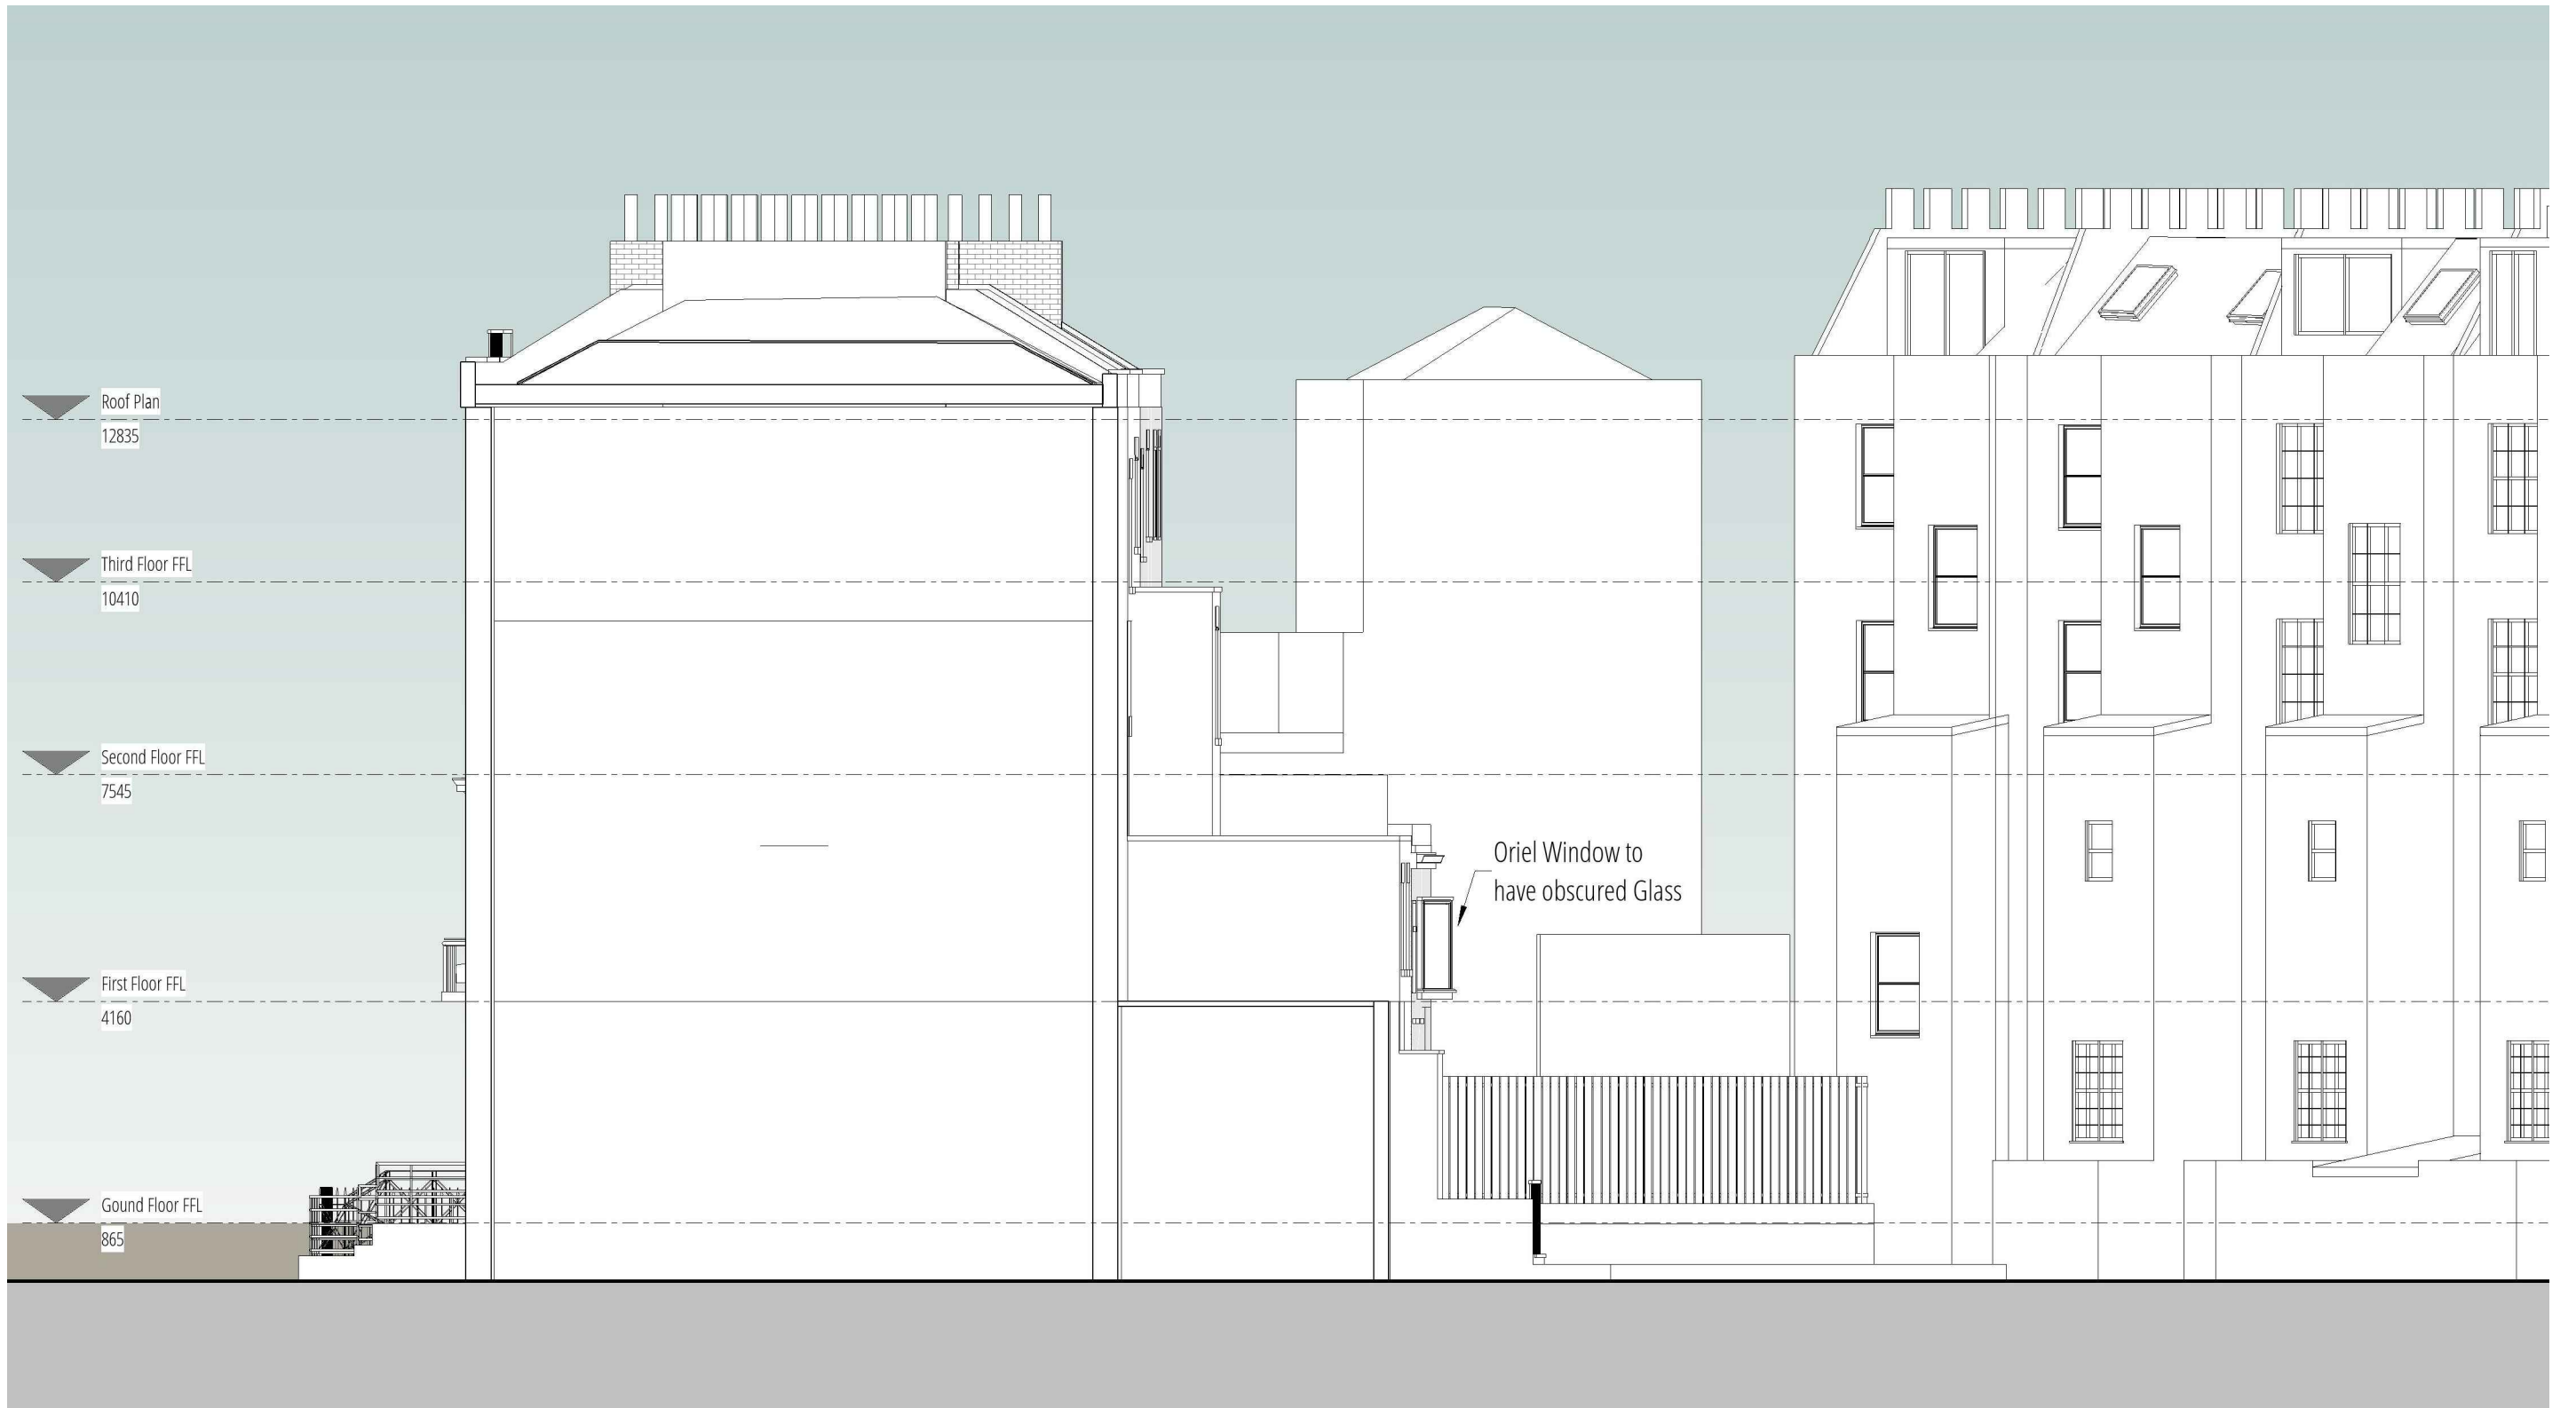 Roof Plan
12835
Third Floor FFL
10410
Second Floor FFL
7545
Oriel Window to
have obscured Glass
First Floor FFL
4160
Gound Floor FFL
865